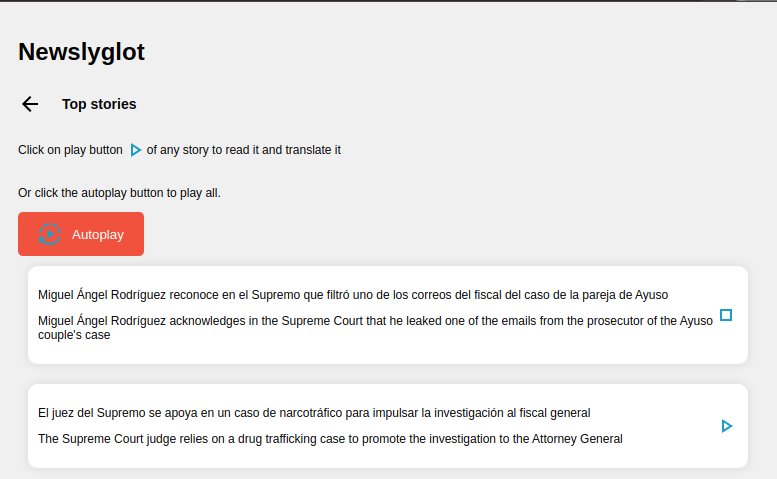 Newslyglot
Top stories
Click on play button of any story to read it and translate it
Or click the autoplay button to play all.
Autoplay
Miguel Ángel Rodríguez reconoce en el Supremo que filtró uno de los correos del fiscal del caso de la pareja de Ayuso
Miguel Ángel Rodríguez acknowledges in the Supreme Court that he leaked one of the emails from the prosecutor of the Ayuso
couple's case
El juez del Supremo se apoya en un caso de narcotráfico para impulsar la investigación al fiscal general
The Supreme Court judge relies on a drug trafficking case to promote the investigation to the Attorney General